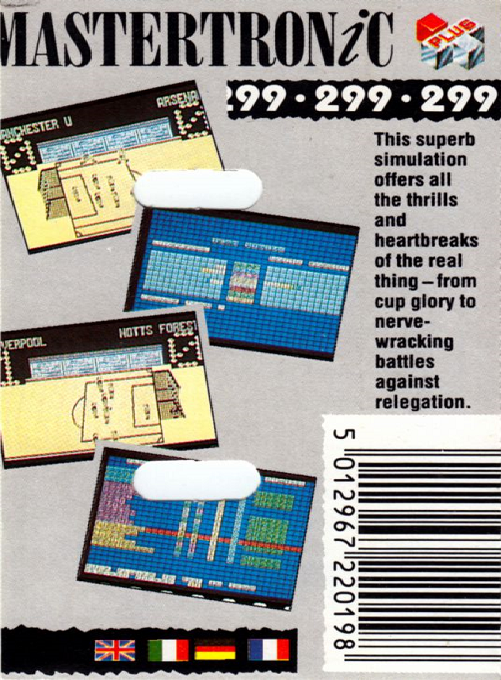 MASTERTRONiC
PLUS
299 · 299 · 299
ARSENA
ANCHESTER U
This superb
simulation
offers all
the thrills
and
heartbreaks
of the real
thing – from
cup glory to
nerve-
wracking
battles
against
relegation.
VERPOOL
NOTTS FOREST
5 012967 220198